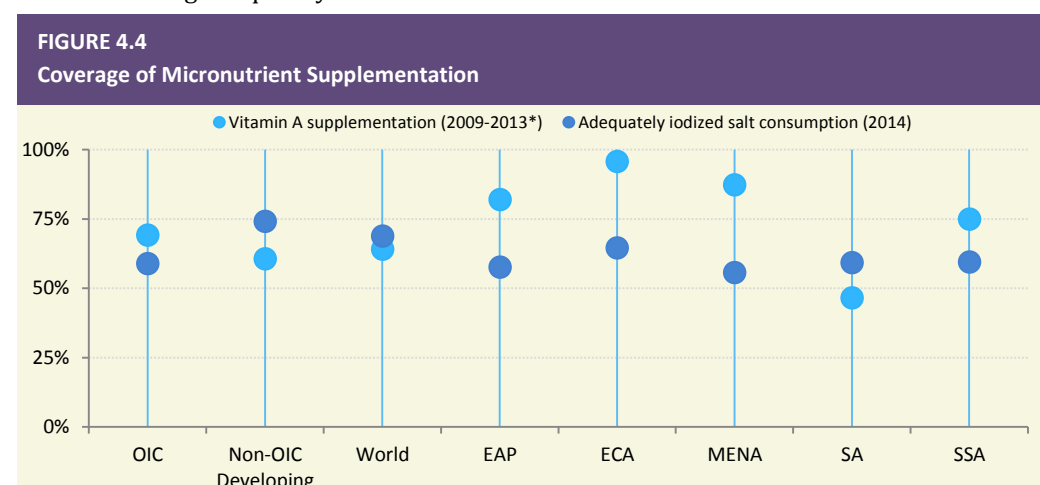 FIGURE 4.4
Coverage of Micronutrient Supplementation
Vitamin A supplementation (2009-2013*) Adequately iodized salt consumption (2014)
100%
75%
50%
25%
0%
OIC Non-OIC World EAP ECA MENA SA SSA
Developing